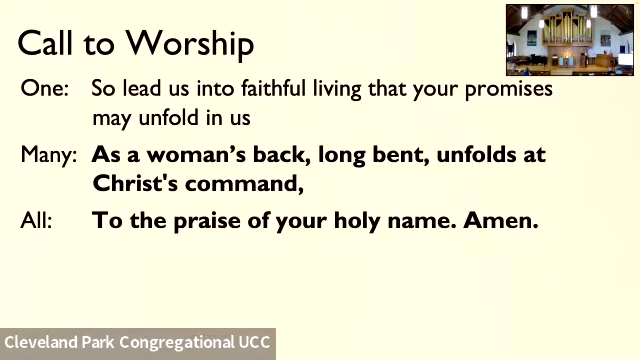 Call to Worship
One: So lead us into faithful living that your promises
may unfold in us
Many: As a woman’s back, long bent, unfolds at
Christ's command,
All: To the praise of your holy name. Amen.
Cleveland Park Congregational UCC